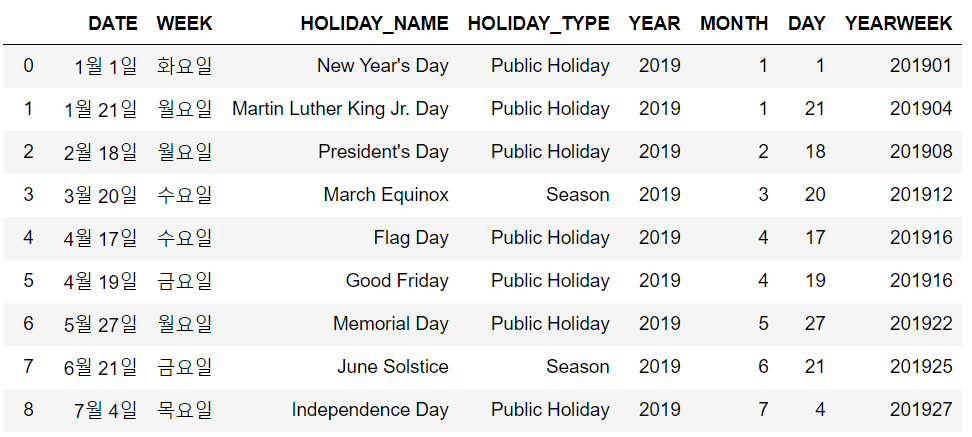 DATE WEEK HOLIDAY_NAME HOLIDAY_TYPE YEAR MONTH DAY YEARWEEK
0 1월 1일 화요일 New Year's Day Public Holiday 2019 1 1 201901
1 1월 21일 월요일 Martin Luther King Jr. Day Public Holiday 2019 1 21 201904
2 2월 18일 월요일 President's Day Public Holiday 2019 2 18 201908
3 3월 20일 수요일 March Equinox Season 2019 3 20 201912
4 4월 17일 수요일 Flag Day Public Holiday 2019 4 17 201916
5 4월 19일 금요일 Good Friday Public Holiday 2019 4 19 201916
6 5월 27일 월요일 Memorial Day Public Holiday 2019 5 27 201922
7 6월 21일 금요일 June Solstice Season 2019 6 21 201925
8 7월 4일 목요일 Independence Day Public Holiday 2019 7 4 201927